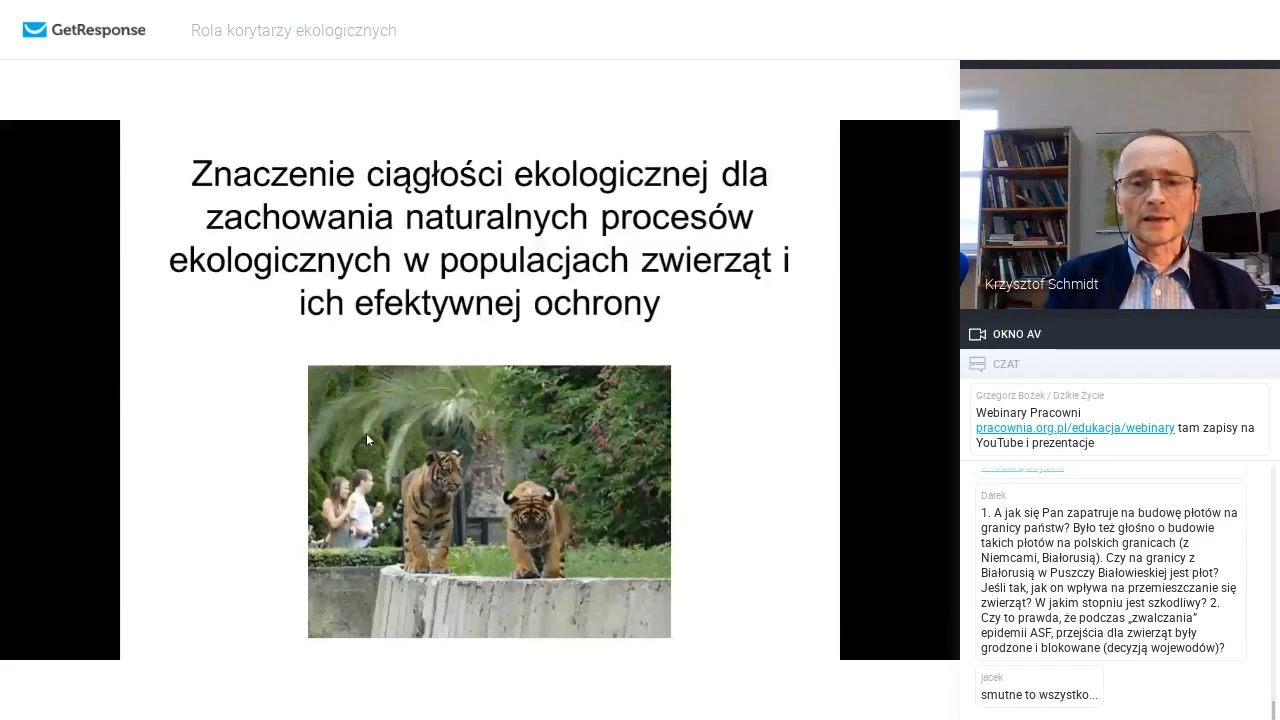 GetResponse
Rola korytarzy ekologicznych
Znaczenie ciągłości ekologicznej dla
zachowania naturalnych procesów
ekologicznych w populacjach zwierząt i
ich efektywnej ochrony
Krzysztof Schmidt
OKNO AV
CZAT
Grzegorz Bożek / Dzikie Życie
Webinary Pracowni
pracownia.org.pl/edukacja/webinary tam zapisy na
YouTube i prezentacje
Darek
1. A jak się Pan zapatruje na budowę płotów na
granicy państw? Było też głośno o budowie
takich płotów na polskich granicach (z
Niemcami, Białorusią). Czy na granicy z
Białorusią w Puszczy Białowieskiej jest płot?
Jeśli tak, jak on wpływa na przemieszczanie się
zwierząt? W jakim stopniu jest szkodliwy? 2.
Czy to prawda, że podczas „zwalczania”
epidemii ASF, przejścia dla zwierząt były
grodzone i blokowane (decyzją wojewodów)?
jacek
smutne to wszystko...